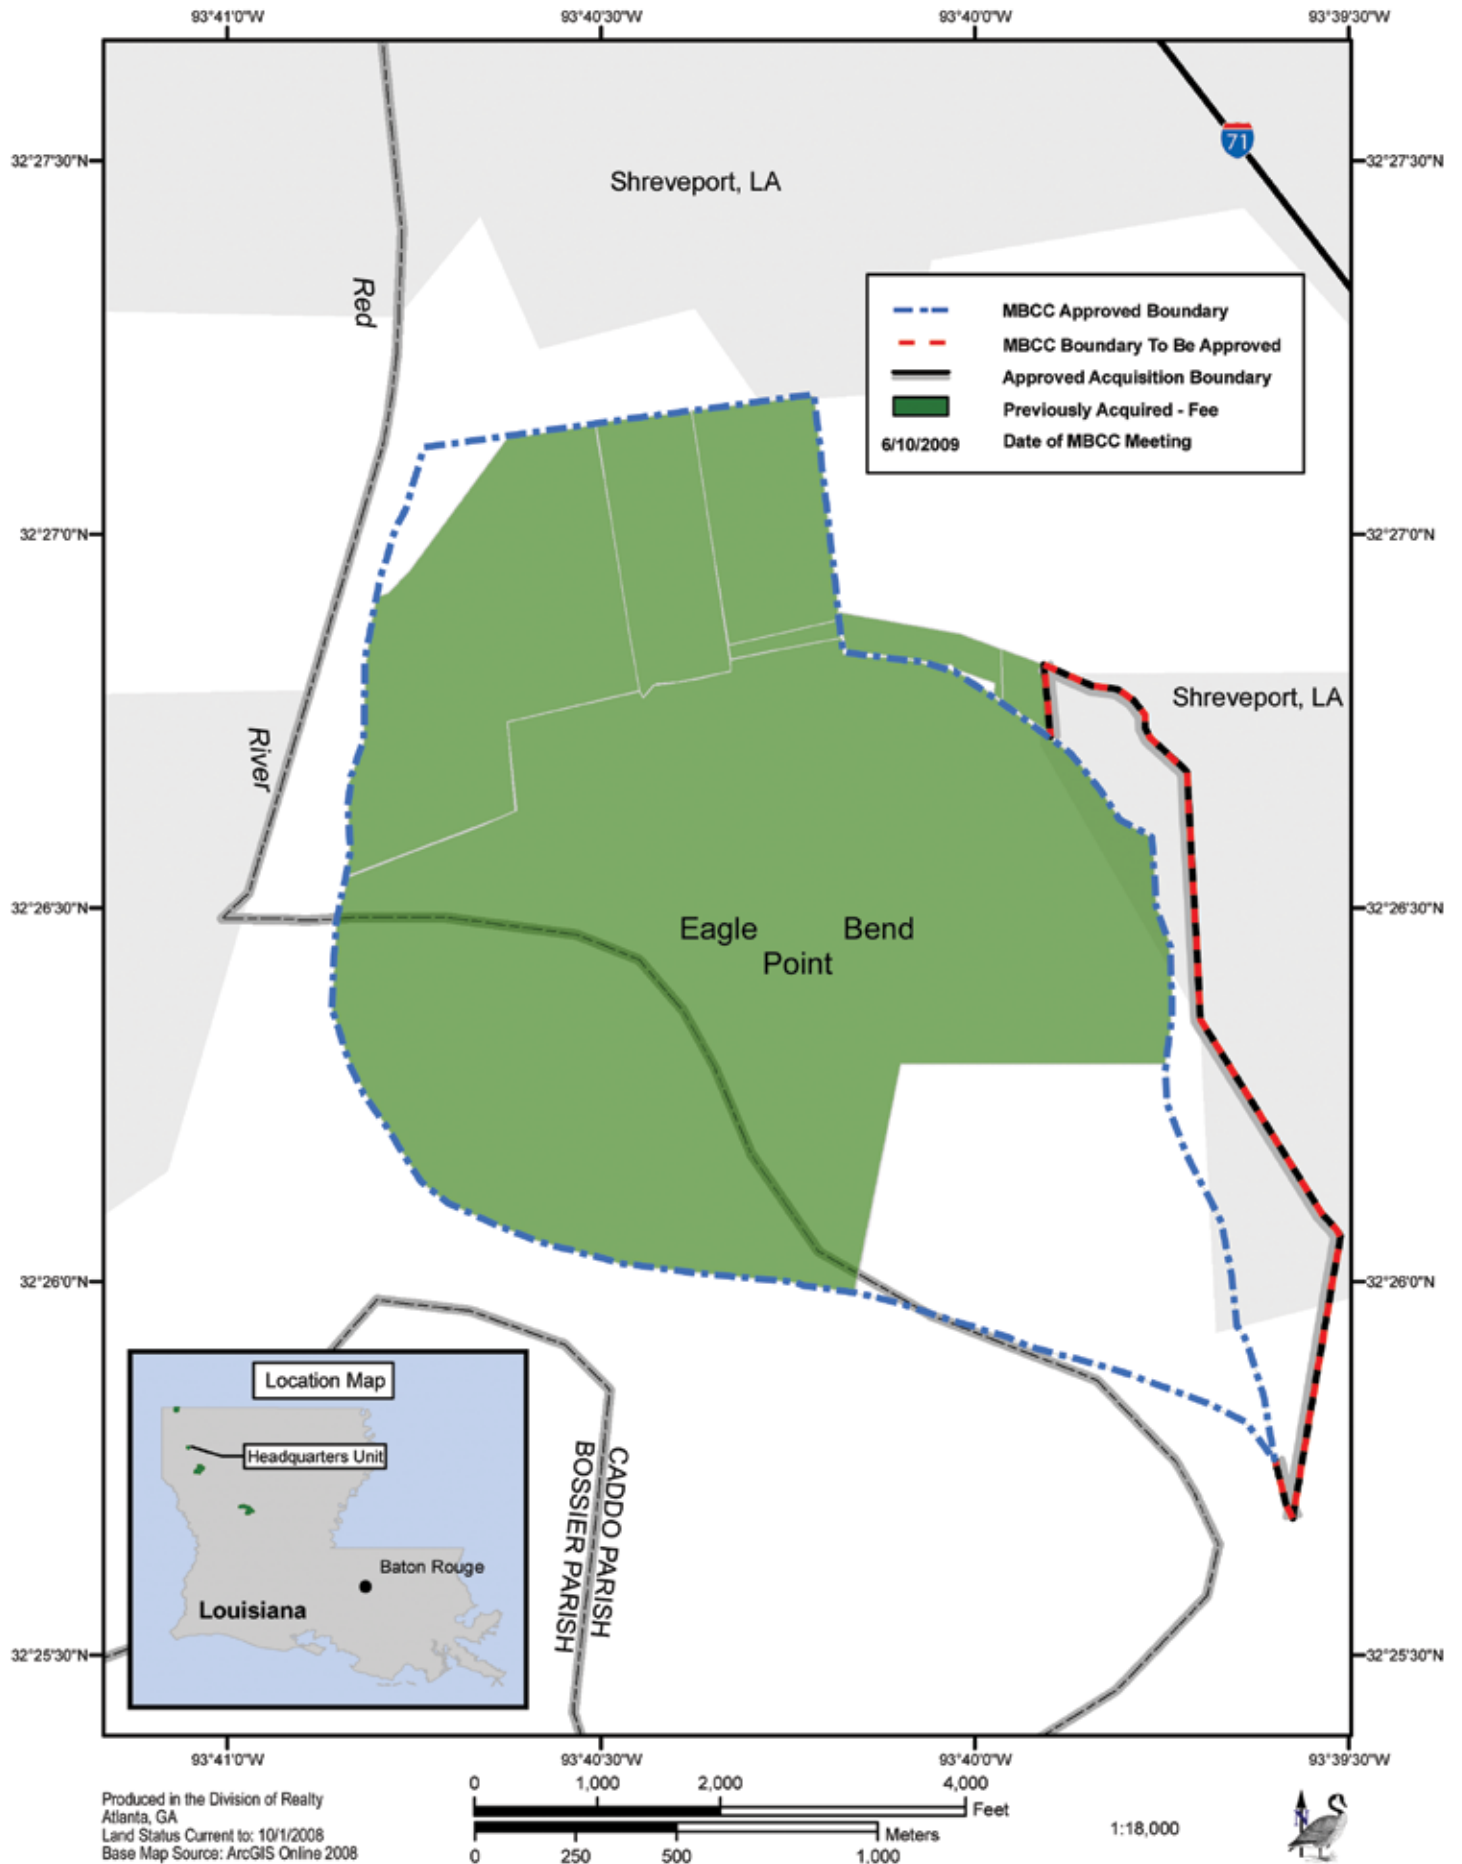 93°41'0"W
93°40'30"W
93°40'0"W
93°39'30"W
32°27'30"N
32°27'30"N
71
Shreveport, LA
Red
MBCC Approved Boundary
MBCC Boundary To Be Approved
Approved Acquisition Boundary
Previously Acquired - Fee
6/10/2009 Date of MBCC Meeting
32°27'0"N
32°27'0"N
Shreveport, LA
River
32°26'30"N
32°26'30"N
Eagle Bend
Point
32°26'0"N
32°26'0"N
Location Map
Headquarters Unit
Baton Rouge
Louisiana
CADDO PARISH
BOSSIER PARISH
32°25'30"N
32°25'30"N
93°41'0"W
93°40'30"W
93°40'0"W
93°39'30"W
Produced in the Division of Realty
Atlanta, GA
Land Status Current to: 10/1/2008
Base Map Source: ArcGIS Online 2008
0 1,000 2,000 4,000
Feet
Meters
0 250 500 1,000
1:18,000
N